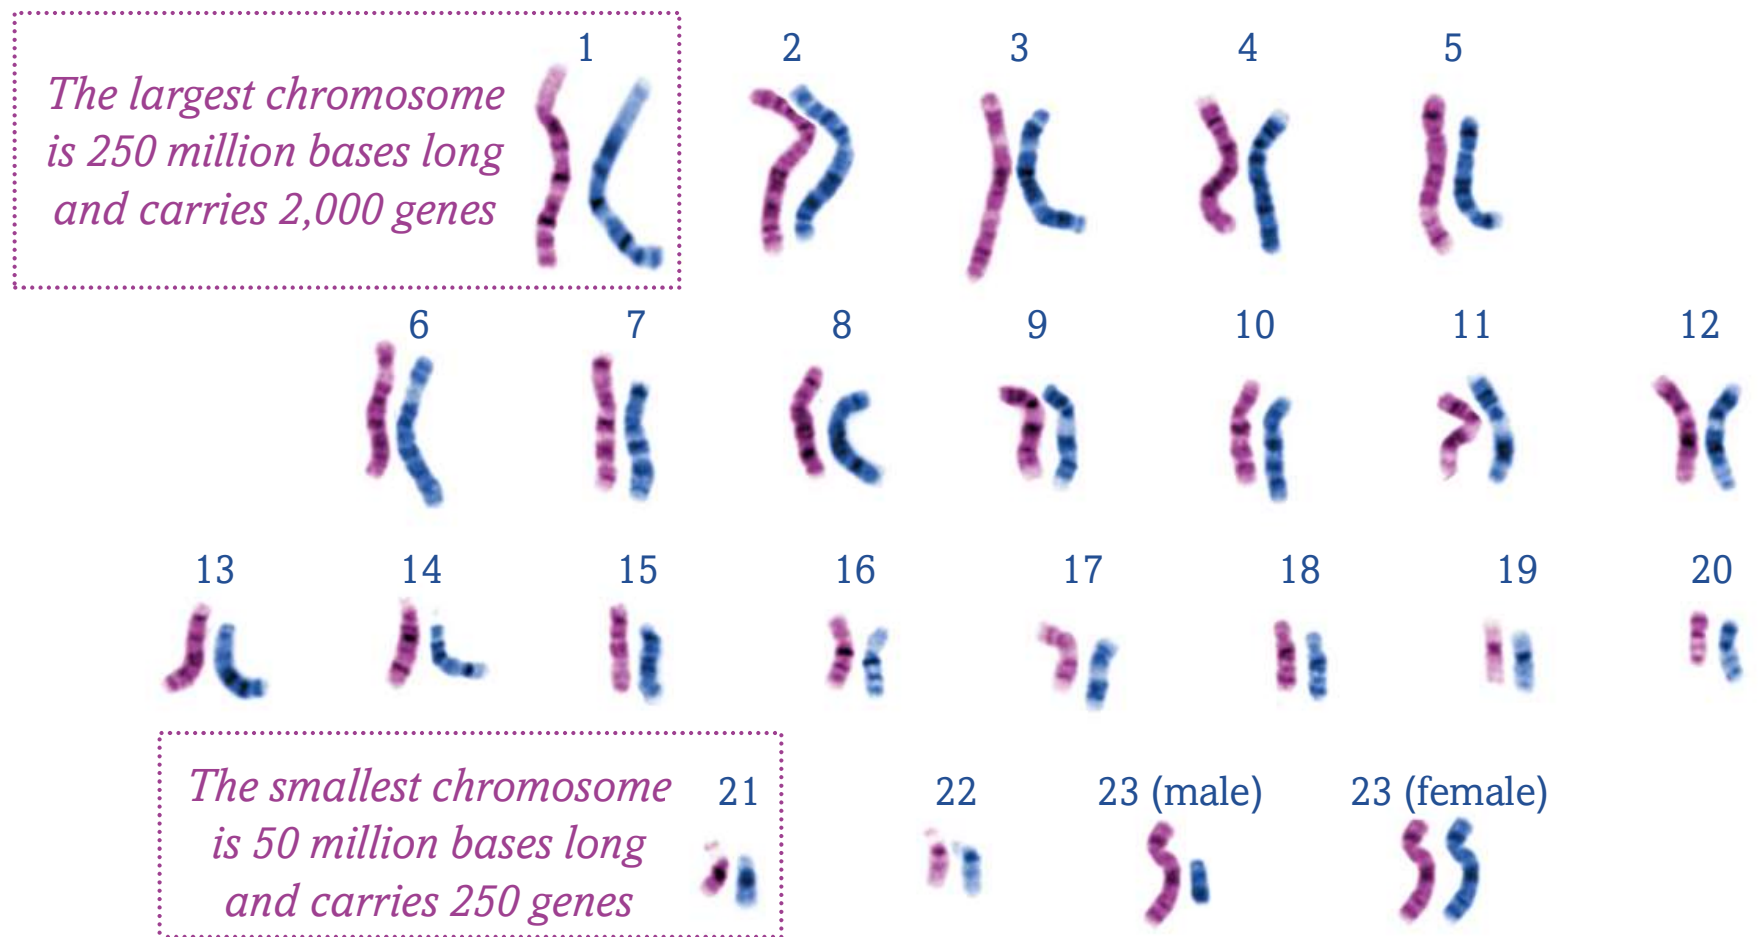 1 2 3 4 5
The largest chromosome
is 250 million bases long
and carries 2,000 genes
6 7 8 9 10 11 12
13 14 15 16 17 18 19 20
The smallest chromosome
is 50 million bases long
and carries 250 genes
21 22 23 (male) 23 (female)